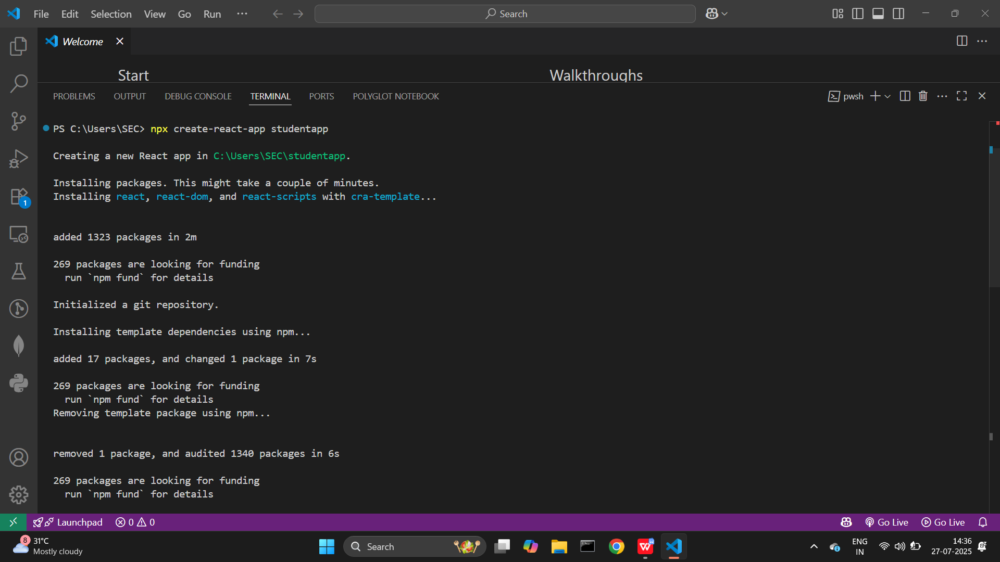 File Edit Selection View Go Run ··· Search
Welcome
Start Walkthroughs
PROBLEMS OUTPUT DEBUG CONSOLE TERMINAL PORTS POLYGLOT NOTEBOOK pwsh
PS C:\Users\SEC> npx create-react-app studentapp
Creating a new React app in C:\Users\SEC\studentapp.
Installing packages. This might take a couple of minutes.
Installing react, react-dom, and react-scripts with cra-template...
added 1323 packages in 2m
269 packages are looking for funding
  run `npm fund` for details
Initialized a git repository.
Installing template dependencies using npm...
added 17 packages, and changed 1 package in 7s
269 packages are looking for funding
  run `npm fund` for details
Removing template package using npm...
removed 1 package, and audited 1340 packages in 6s
269 packages are looking for funding
  run `npm fund` for details
1
Launchpad 0 0 Go Live Go Live
8 31°C
Mostly cloudy
Search
ENG
IN
14:36
27-07-2025